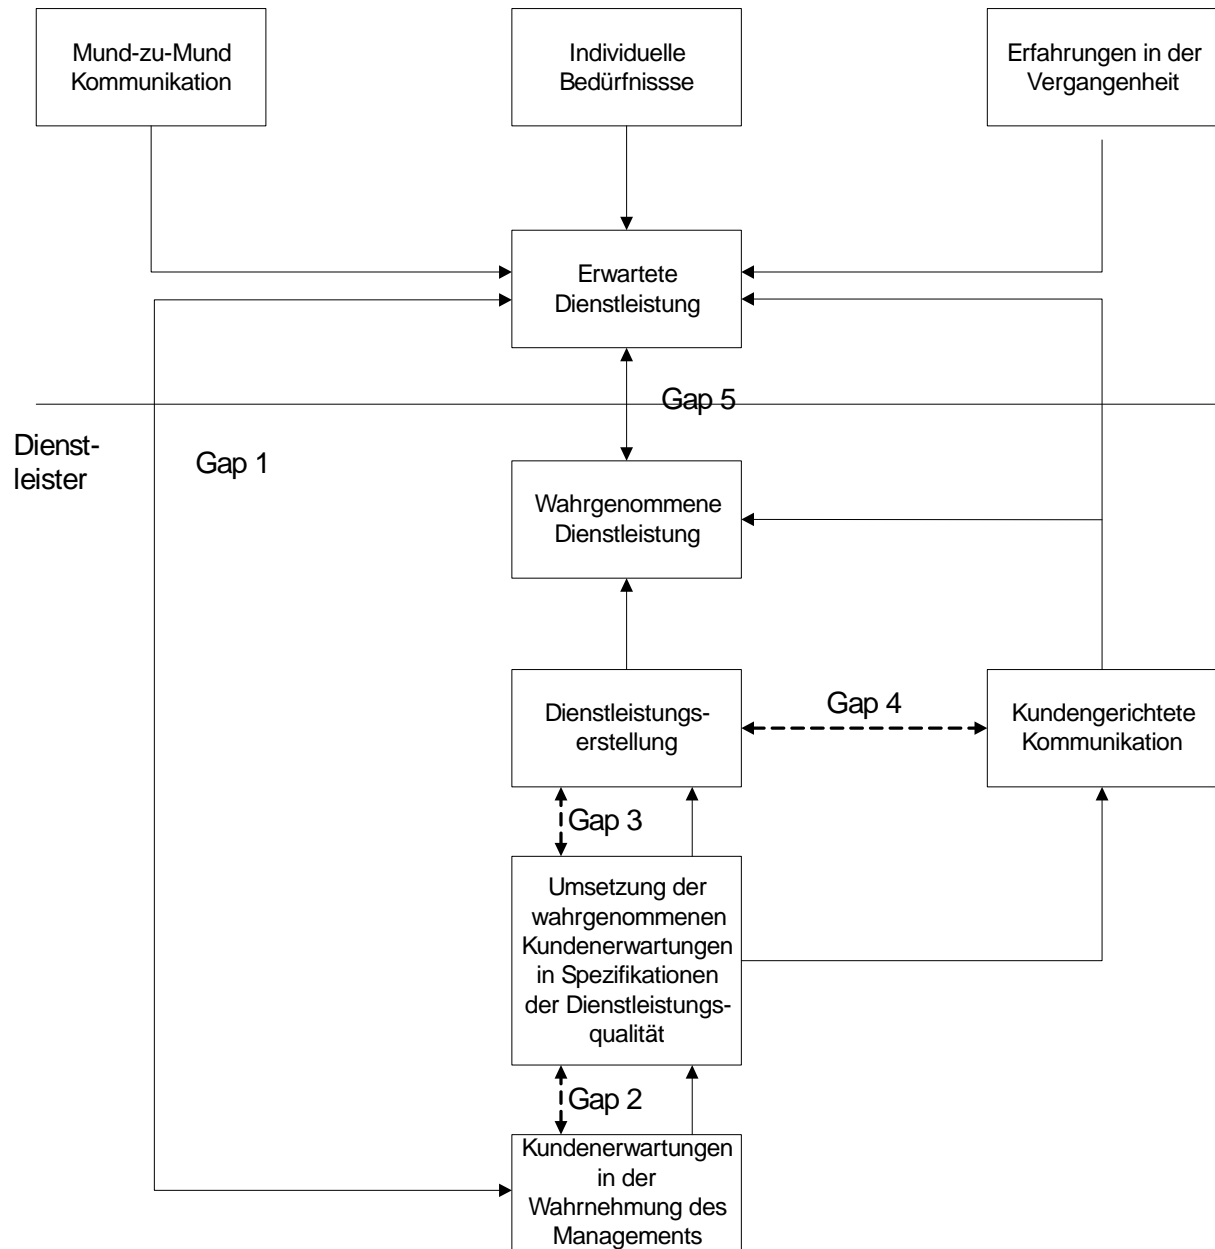 Mund-zu-Mund
Kommunikation
Individuelle
Bedürfnissse
Erfahrungen in der
Vergangenheit
Erwartete
Dienstleistung
Gap 5
Dienst-
leister
Gap 1
Wahrgenommene
Dienstleistung
Dienstleistungs-
erstellung
Gap 4
Kundengerichtete
Kommunikation
Gap 3
Umsetzung der
wahrgenommenen
Kundenerwartungen
in Spezifikationen
der Dienstleistungs-
qualität
Gap 2
Kundenerwartungen
in der
Wahrnehmung des
Managements